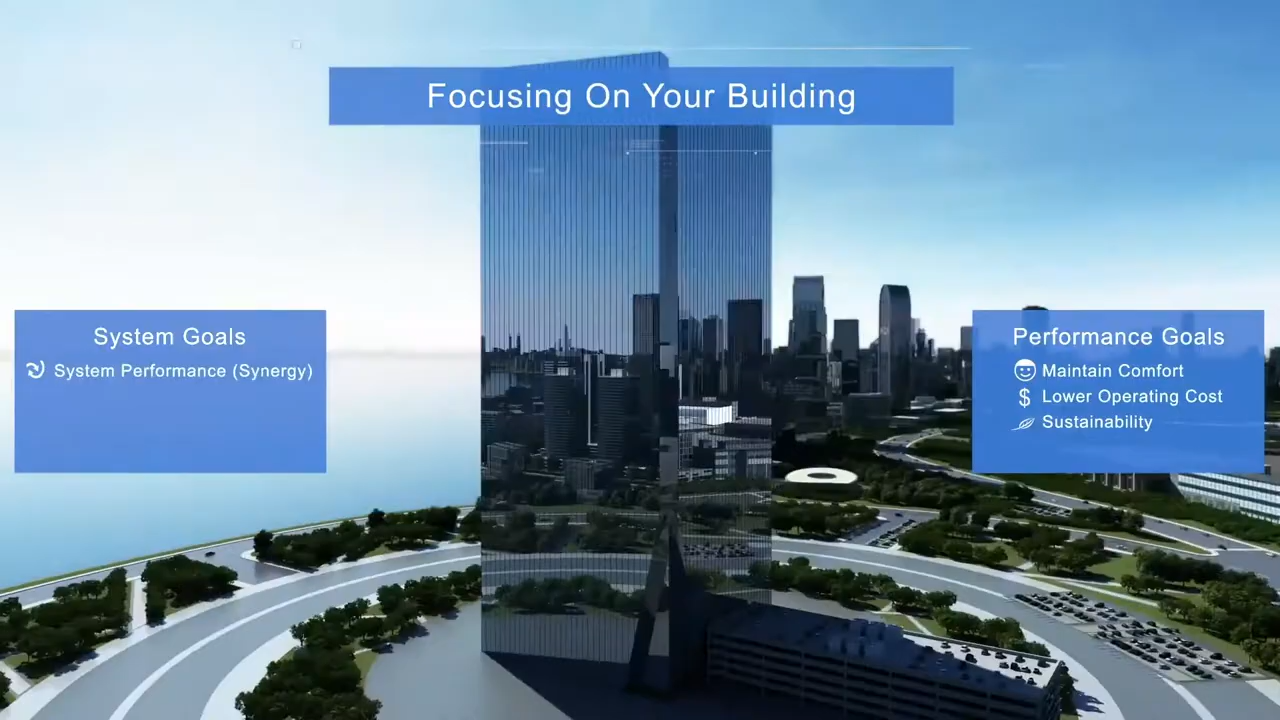 Focusing On Your Building
System Goals
System Performance (Synergy)
Performance Goals
Maintain Comfort
$ Lower Operating Cost
Sustainability